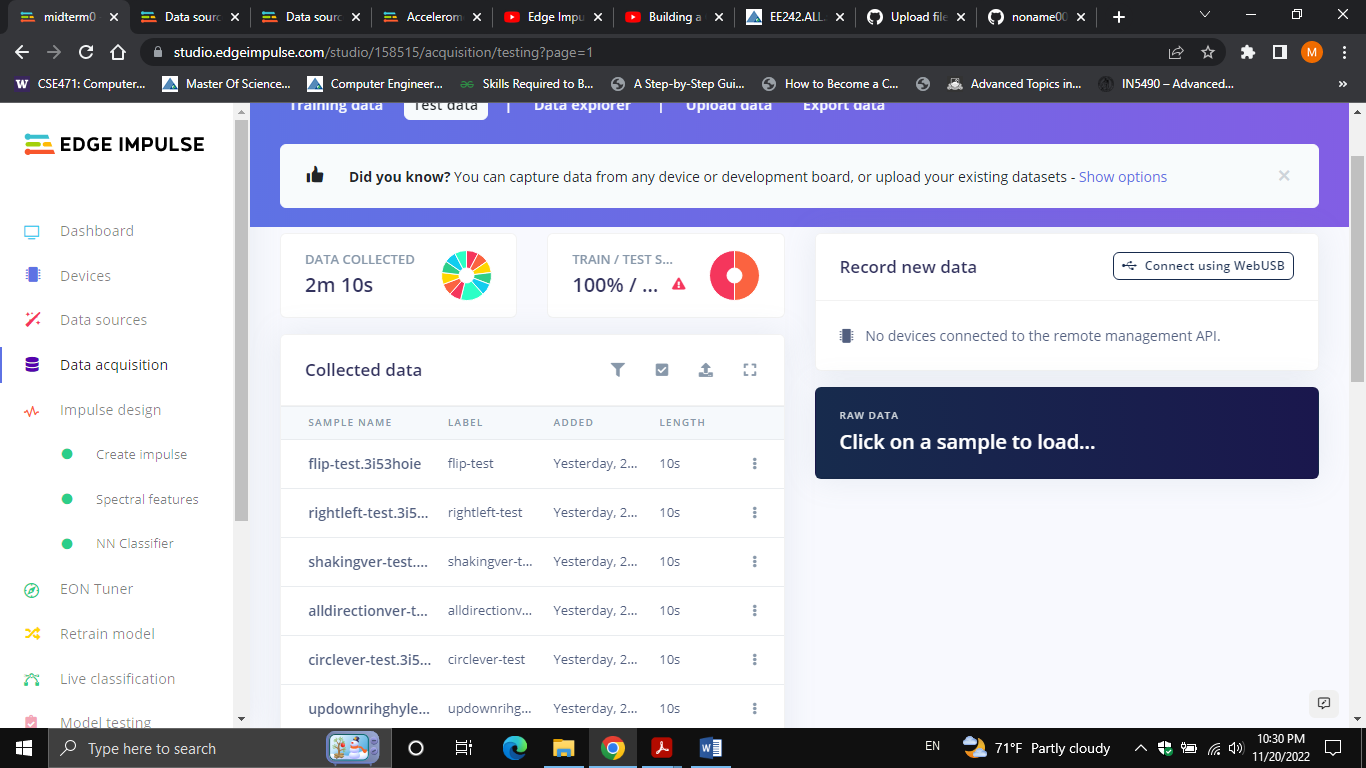 midterm0
Data sourc
Data sourc
Accelerom
Edge Impu
Building a
EE242.ALL
Upload file
noname00
studio.edgeimpulse.com/studio/158515/acquisition/testing?page=1
M
CSE471: Computer...
Master Of Science...
Computer Engineer...
Skills Required to B...
A Step-by-Step Gui...
How to Become a C...
Advanced Topics in...
IN5490 – Advanced...
Training data
Test data
Data explorer
Upload data
Export data
EDGE IMPULSE
Did you know? You can capture data from any device or development board, or upload your existing datasets - Show options
Dashboard
Devices
Data sources
Data acquisition
Impulse design
Create impulse
Spectral features
NN Classifier
EON Tuner
Retrain model
Live classification
Model testing
DATA COLLECTED
2m 10s
TRAIN / TEST S...
100% / ...
Record new data
Connect using WebUSB
No devices connected to the remote management API.
RAW DATA
Click on a sample to load...
Collected data
SAMPLE NAME LABEL ADDED LENGTH
flip-test.3i53hoie flip-test Yesterday, 2... 10s
rightleft-test.3i5... rightleft-test Yesterday, 2... 10s
shakingver-test.... shakingver-t... Yesterday, 2... 10s
alldirectionver-t... alldirectionv... Yesterday, 2... 10s
circlever-test.3i5... circlever-test Yesterday, 2... 10s
updownrihghyle... updownrihg... Yesterday, 2... 10s
Type here to search
EN
71°F Partly cloudy
10:30 PM
11/20/2022